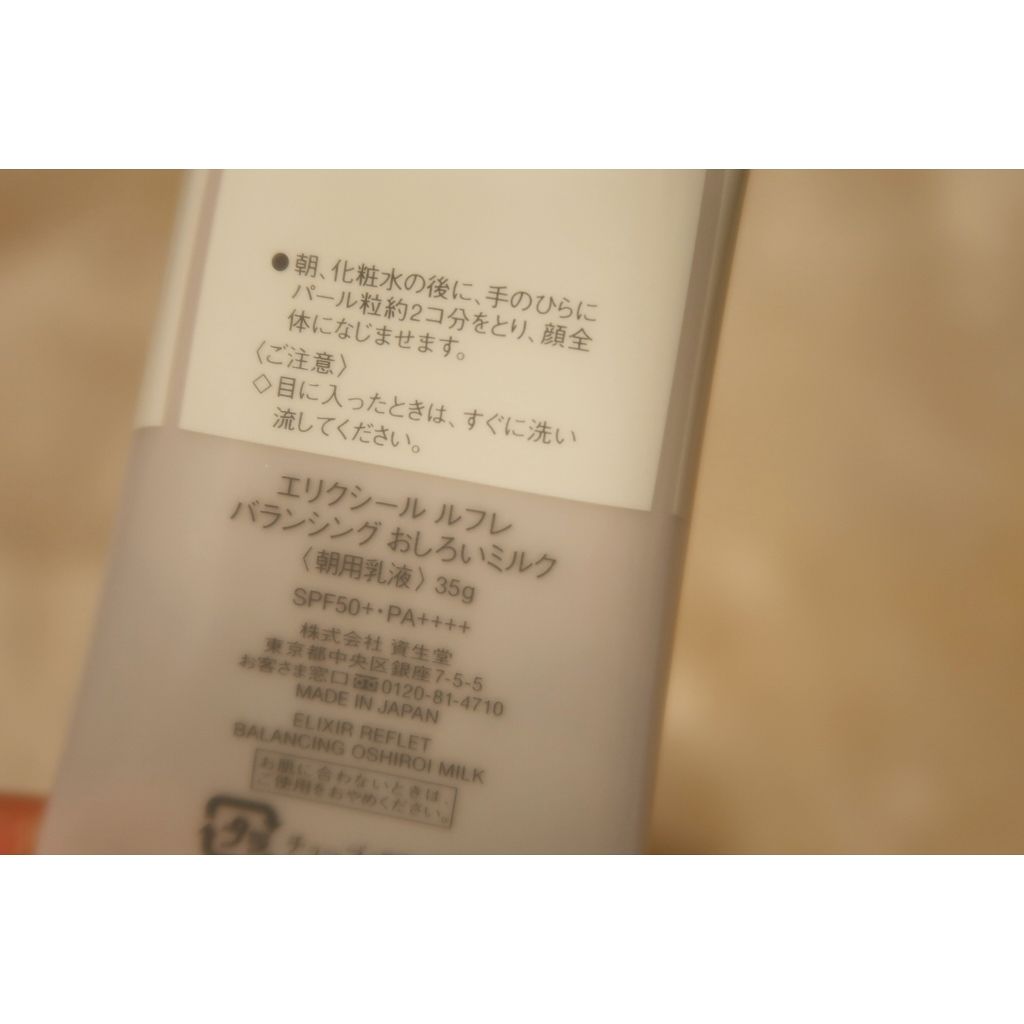 ●朝、化粧水の後に、手のひらに
パール粒約2コ分をとり、顔全
体になじませます。
〈ご注意〉
◇目に入ったときは、すぐに洗い
流してください。
エリクシール ルフレ
バランシング おしろいミルク
〈朝用乳液〉35g
SPF50+・PA++++
株式会社 資生堂
東京都中央区銀座7-5-5
お客さま窓口 0120-81-4710
MADE IN JAPAN
ELIXIR REFLET
BALANCING OSHIROI MILK
お肌に合わないときは、
ご使用をおやめください。